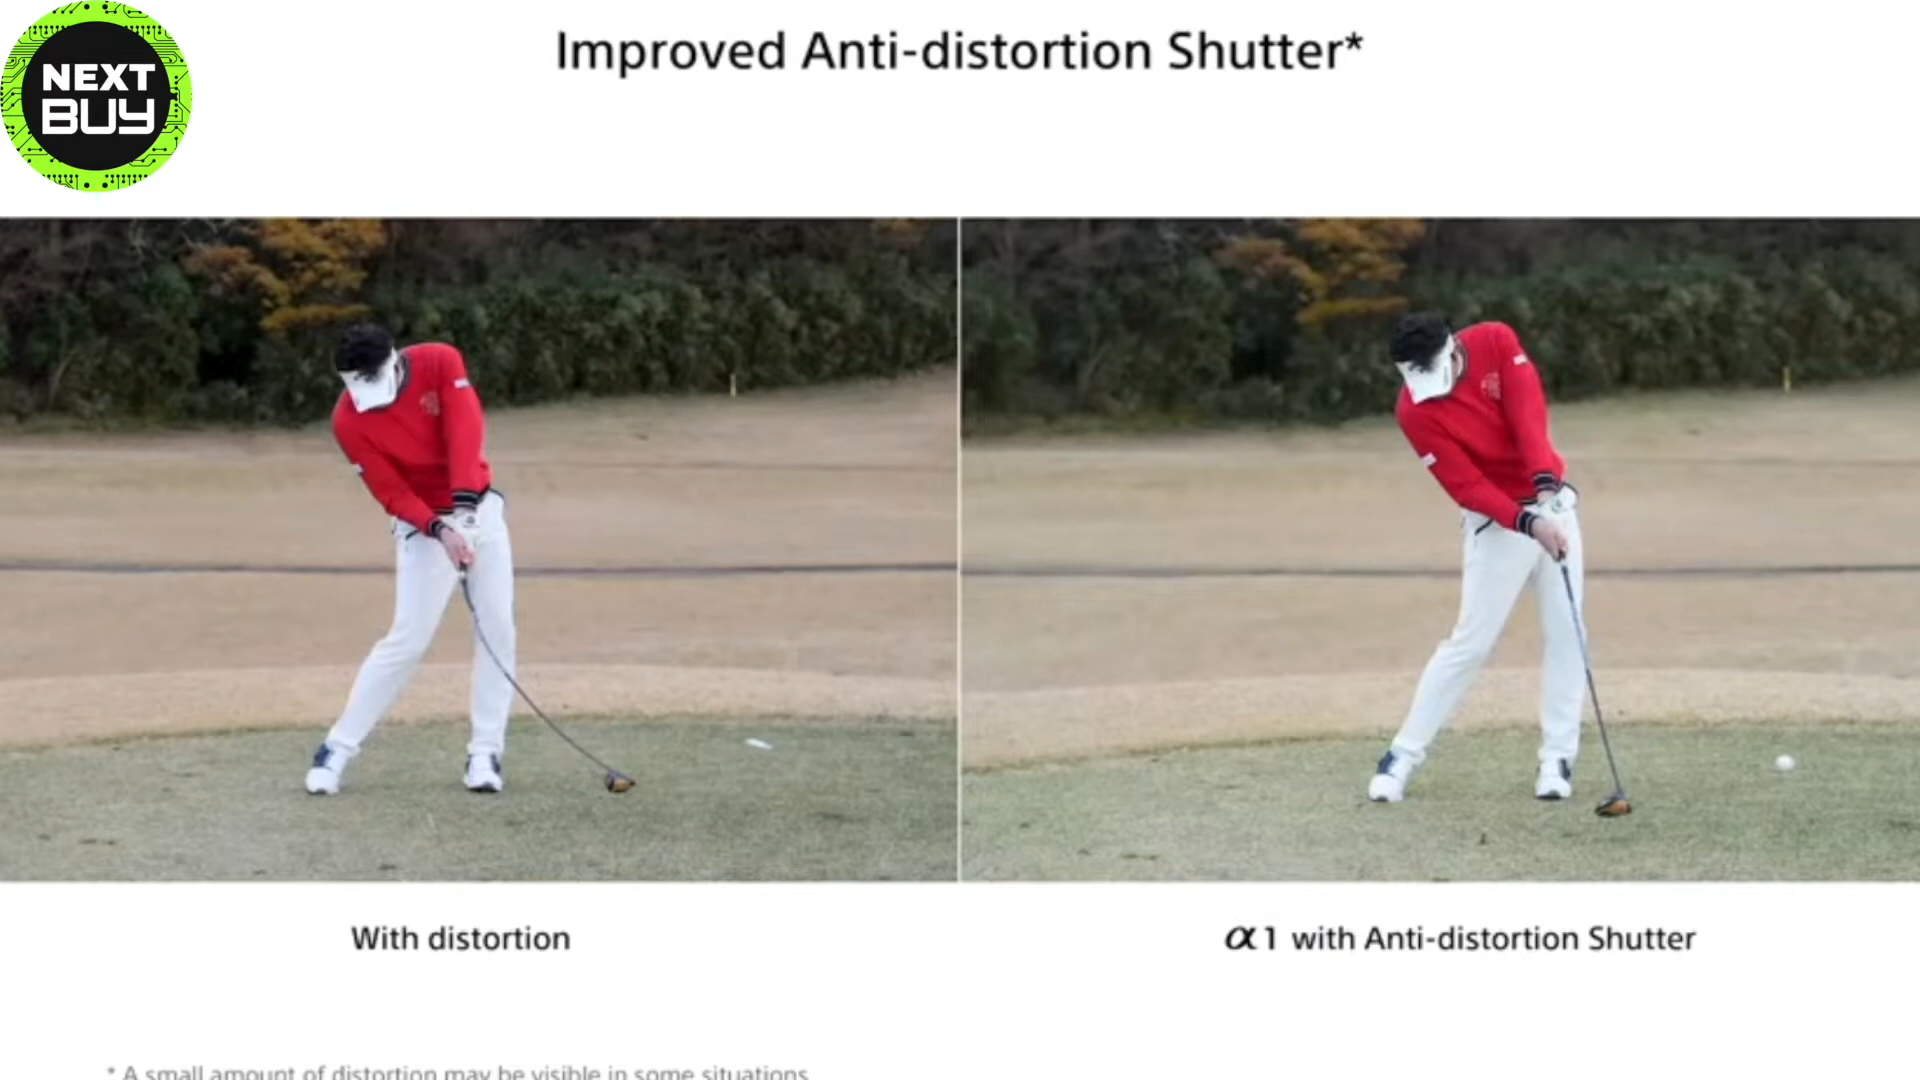 NEXT
BUY
Improved Anti-distortion Shutter*
With distortion
α1 with Anti-distortion Shutter
* A small amount of distortion may be visible in some situations